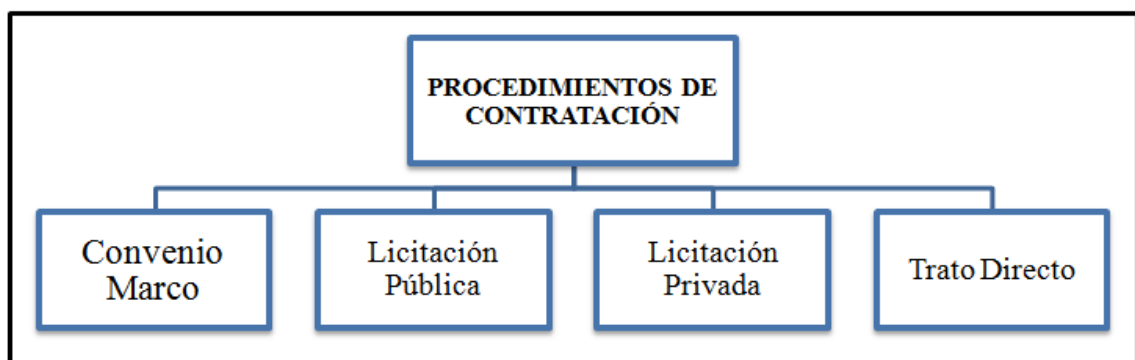 PROCEDIMIENTOS DE
CONTRATACIÓN
Convenio
Marco
Licitación
Pública
Licitación
Privada
Trato Directo